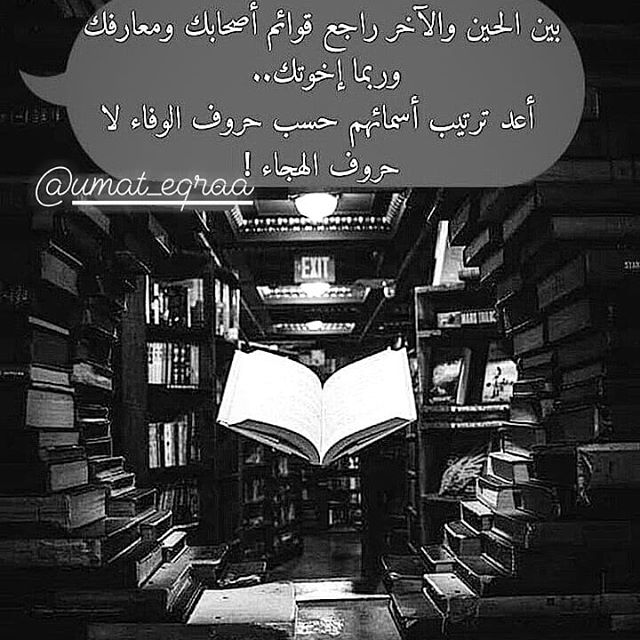 بين الحين والآخر راجع قوائم أصحابك ومعارفك
وربما إخوتك..
أعد ترتيب أسمائهم حسب حروف الوفاء لا
حروف الهجاء !
@umat_eqraa
EXIT